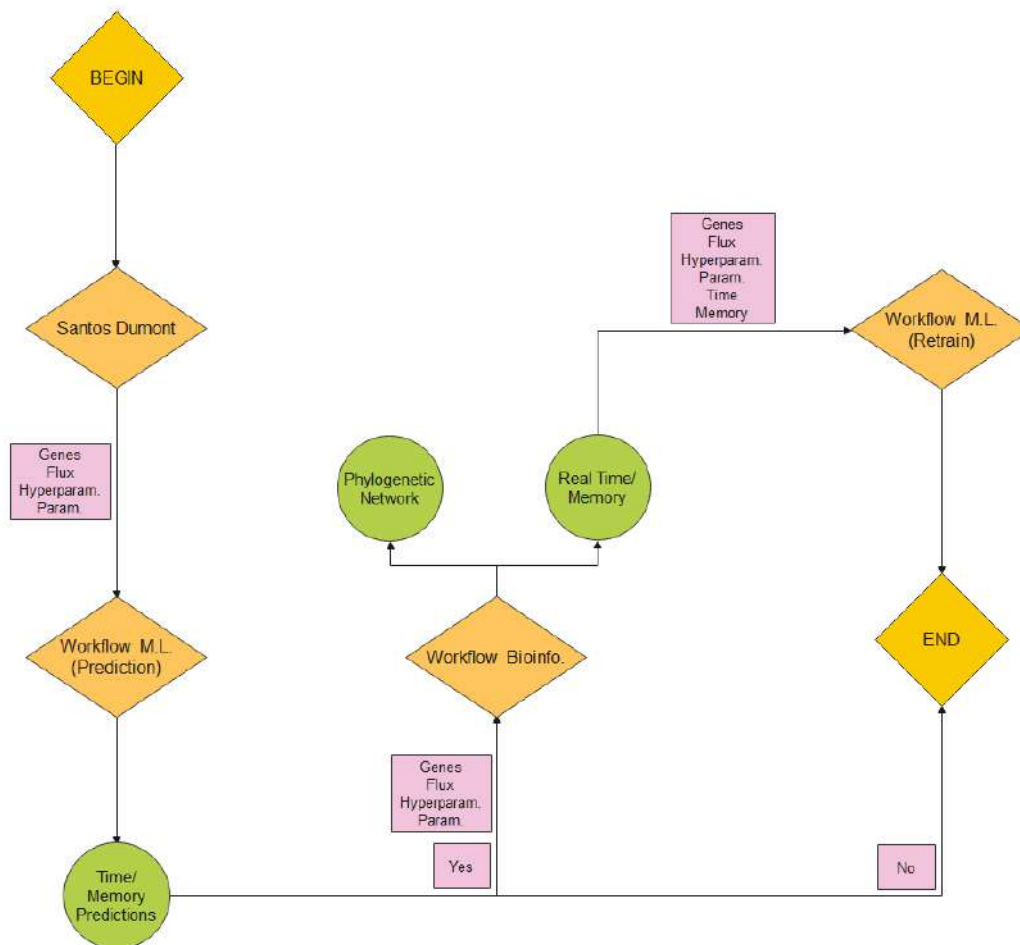 BEGIN
Santos Dumont
Genes
Flux
Hyperparam.
Param.
Workflow M.L.
(Prediction)
Time/
Memory
Predictions
Yes
Genes
Flux
Hyperparam.
Param.
Workflow Bioinfo.
Phylogenetic
Network
Real Time/
Memory
Genes
Flux
Hyperparam.
Param.
Time
Memory
Workflow M.L.
(Retrain)
No
END